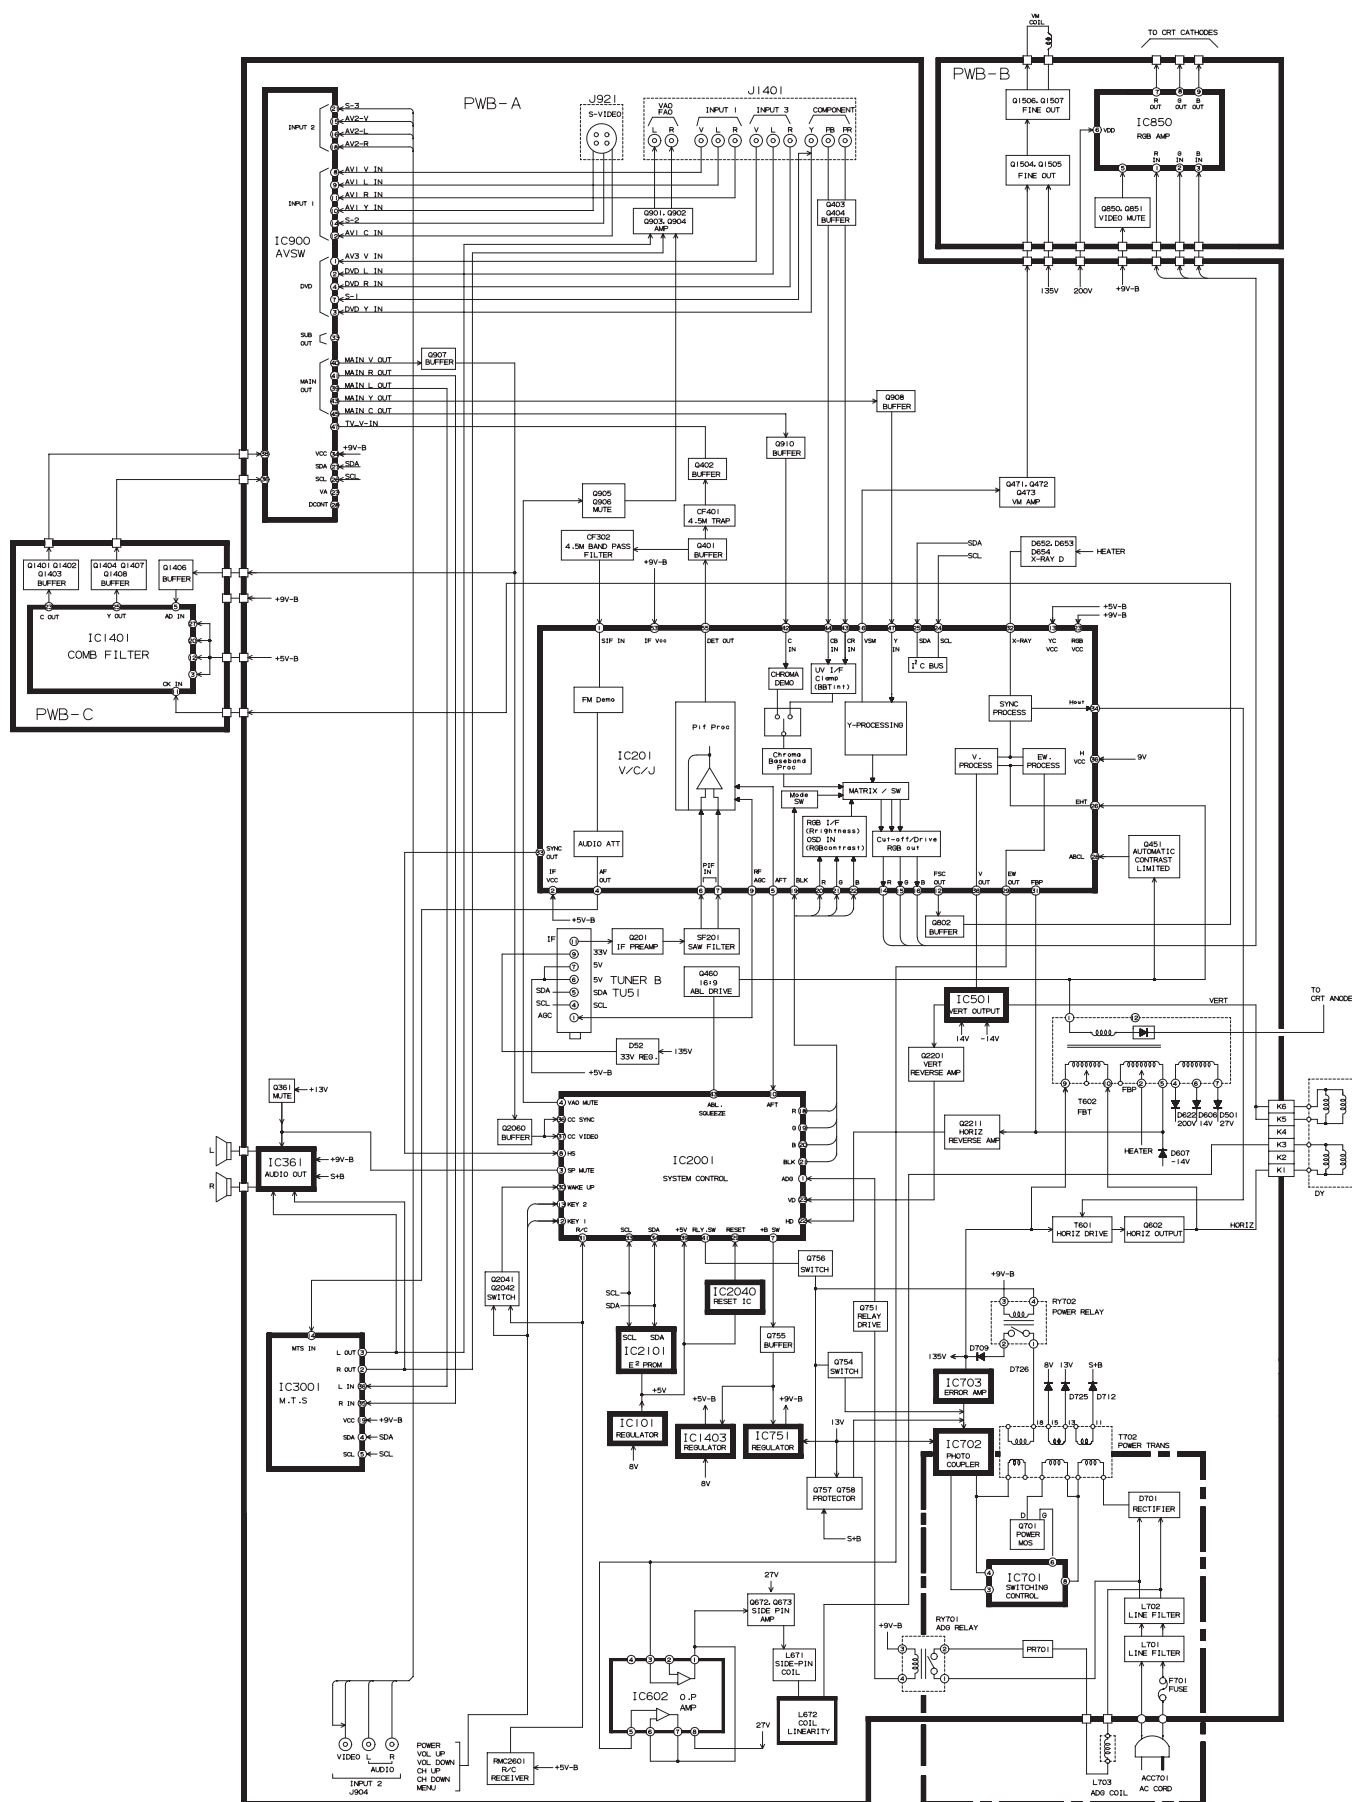 VM
COIL
TO CRT CATHODES
PWB-B
Q1506, Q1507
FINE OUT
R
OUT
G
OUT
B
OUT
IC850
RGB AMP
VDD
R
IN
G
IN
B
IN
Q1504, Q1505
FINE OUT
Q850, Q851
VIDEO MUTE
135V
200V
+9V-B
PWB-A
J921
S-VIDEO
J1401
VAO
FAO
INPUT 1
INPUT 3
COMPONENT
L R V L R V L R Y PB PR
INPUT 2
S-3
AV2-V
AV2-L
AV2-R
INPUT 1
AV1 V IN
AV1 L IN
AV1 R IN
AV1 Y IN
S-2
AV1 C IN
IC900
AVSW
DVD
AV3 V IN
DVD L IN
DVD R IN
S-1
DVD Y IN
SUB
OUT
MAIN
OUT
MAIN V OUT
MAIN R OUT
MAIN L OUT
MAIN Y OUT
MAIN C OUT
TV_V-IN
VCC
+9V-B
SDA
SDA
SCL
SCL
VA
DCONT
Q901, Q902
Q903, Q904
AMP
Q403
Q404
BUFFER
Q907
BUFFER
Q908
BUFFER
Q910
BUFFER
Q402
BUFFER
Q905
Q906
MUTE
CF401
4.5M TRAP
CF302
4.5M BAND PASS
FILTER
Q401
BUFFER
+9V-B
Q471, Q472
Q473
VM AMP
SDA
SCL
D652, D653
D654
X-RAY D
HEATER
+5V-B
+9V-B
Q1401 Q1402
Q1403
BUFFER
Q1404 Q1407
Q1408
BUFFER
Q1406
BUFFER
C OUT
Y OUT
AD IN
IC1401
COMB FILTER
CK IN
PWB-C
+9V-B
+5V-B
SIF IN
IF Vcc
DET OUT
C
IN
CB
IN
CR
IN
VSM
Y
IN
SDA
SCL
X-RAY
YC
VCC
RGB
VCC
I²C BUS
FM Demo
Pif Proc
CHROMA
DEMO
UV I/F
Clamp
(BBTint)
Y-PROCESSING
SYNC
PROCESS
Hout
IC201
V/C/J
Chroma
Baseband
Proc
V.
PROCESS
EW.
PROCESS
H
VCC
9V
Mode
SW
MATRIX / SW
EHT
AUDIO ATT
RGB I/F
(Rrightness)
OSD IN
(RGBcontrast)
Cut-off/Drive
RGB out
ABCL
Q451
AUTOMATIC
CONTRAST
LIMITED
SYNC
OUT
IF
VCC
AF
OUT
PIF
IN
RF
AGC
AFT
BLK
R
G
B
R
G
B
FSC
OUT
V
OUT
EW
OUT
FBP
+5V-B
Q802
BUFFER
IF
33V
5V
5V
SDA
SDA
SCL
SCL
AGC
TUNER B
TU51
Q201
IF PREAMP
SF201
SAW FILTER
Q460
16:9
ABL DRIVE
D52
33V REG.
135V
+5V-B
IC501
VERT OUTPUT
14V
-14V
VERT
TO
CRT ANODE
Q2201
VERT
REVERSE AMP
T602
FBT
FBP
D622
200V
D606
14V
D501
27V
Q2211
HORIZ
REVERSE AMP
HEATER
D607
-14V
K6
K5
K4
K3
K2
K1
DY
Q361
MUTE
+13V
L
R
IC361
AUDIO OUT
+9V-B
S+B
Q2060
BUFFER
VAO MUTE
CC SYNC
CC VIDEO
HS
SP MUTE
WAKE UP
KEY 2
KEY 1
ABL.
SQUEEZE
AFT
R
G
B
BLK
ADG
VD
HD
IC2001
SYSTEM CONTROL
R/C
SCL
SDA
+5V
RLY.SW
RESET
+B SW
T601
HORIZ DRIVE
Q602
HORIZ OUTPUT
HORIZ
Q756
SWITCH
Q2041
Q2042
SWITCH
SCL
SDA
IC2040
RESET IC
SCL
SDA
IC2101
E² PROM
Q755
BUFFER
Q751
RELAY
DRIVE
Q754
SWITCH
+9V-B
RY702
POWER RELAY
135V
D709
D726
IC703
ERROR AMP
8V
13V
S+B
D725
D712
MTS IN
L OUT
R OUT
L IN
R IN
VCC
+9V-B
SDA
SDA
SCL
SCL
IC3001
M.T.S
+5V
+5V-B
+9V-B
IC101
REGULATOR
8V
IC1403
REGULATOR
8V
IC751
REGULATOR
13V
IC702
PHOTO
COUPLER
T702
POWER TRANS
Q757 Q758
PROTECTOR
S+B
D701
RECTIFIER
D
G
Q701
POWER
MOS
IC701
SWITCHING
CONTROL
L702
LINE FILTER
L701
LINE FILTER
27V
Q672, Q673
SIDE PIN
AMP
L671
SIDE-PIN
COIL
L672
COIL
LINEARITY
IC602
O.P
AMP
27V
+9V-B
RY701
ADG RELAY
PR701
F701
FUSE
L703
ADG COIL
ACC701
AC CORD
VIDEO
L
R
AUDIO
INPUT 2
J904
POWER
VOL UP
VOL DOWN
CH UP
CH DOWN
MENU
RMC2601
R/C
RECEIVER
+5V-B